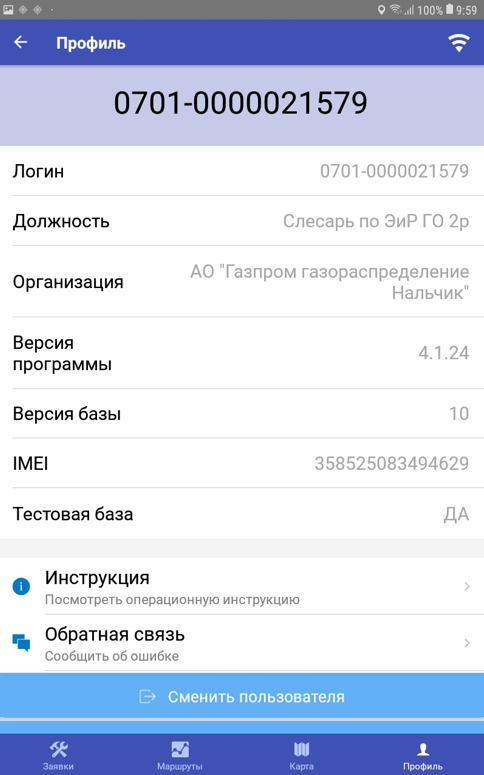 100% 9:59
Профиль
0701-0000021579
Логин 0701-0000021579
Должность Слесарь по ЭиР ГО 2р
Организация АО "Газпром газораспределение
Нальчик"
Версия
программы 4.1.24
Версия базы 10
IMEI 358525083494629
Тестовая база ДА
Инструкция
Посмотреть операционную инструкцию
Обратная связь
Сообщить об ошибке
Сменить пользователя
Заявки Маршруты Карта Профиль